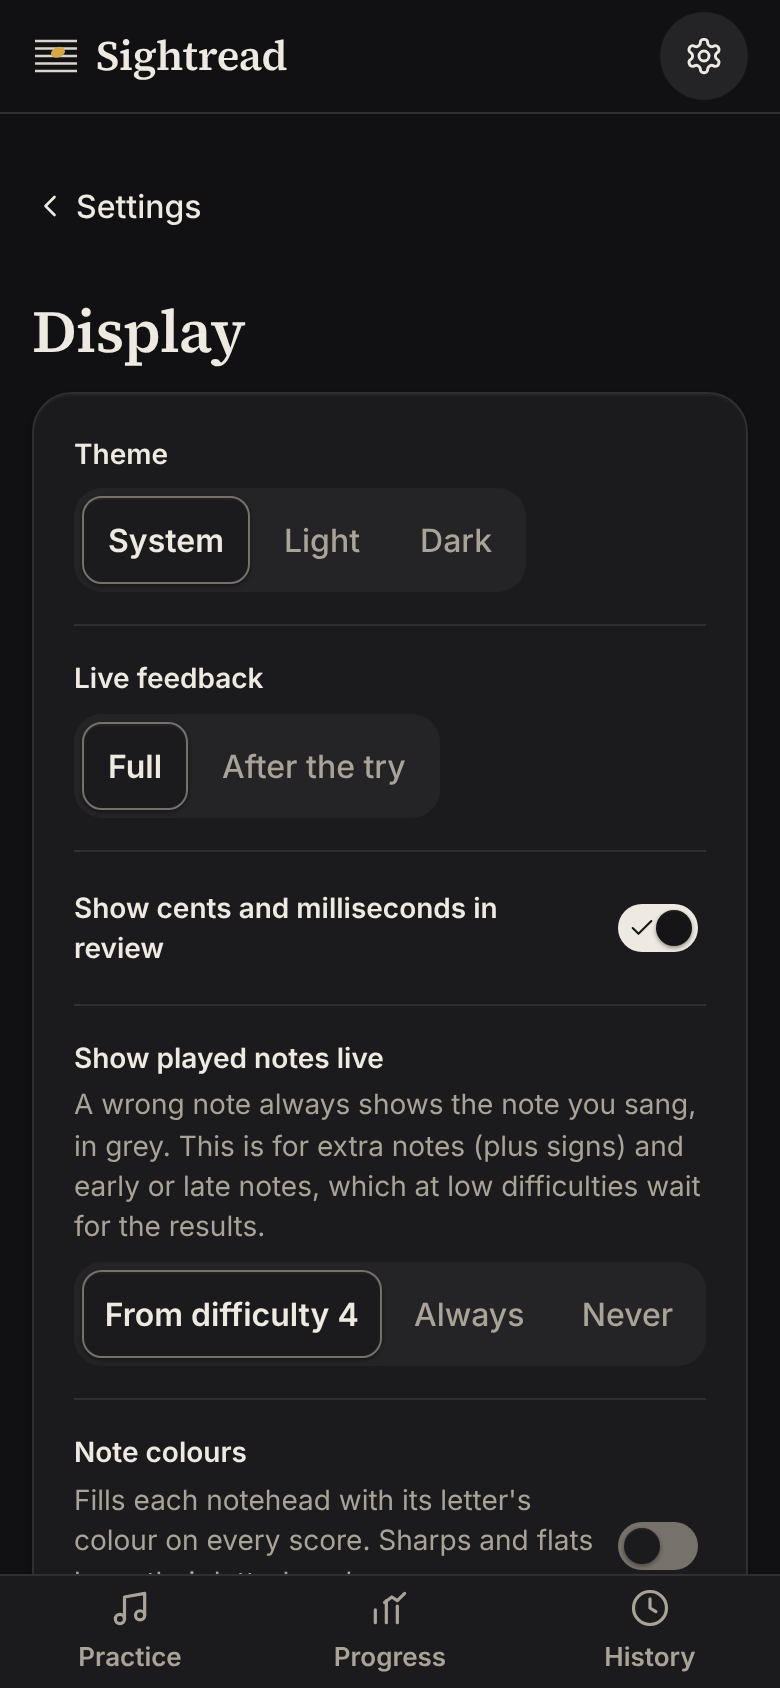 Sightread
Settings
Display
Theme
System Light Dark
Live feedback
Full After the try
Show cents and milliseconds in
review
Show played notes live
A wrong note always shows the note you sang,
in grey. This is for extra notes (plus signs) and
early or late notes, which at low difficulties wait
for the results.
From difficulty 4 Always Never
Note colours
Fills each notehead with its letter's
colour on every score. Sharps and flats
Practice Progress History